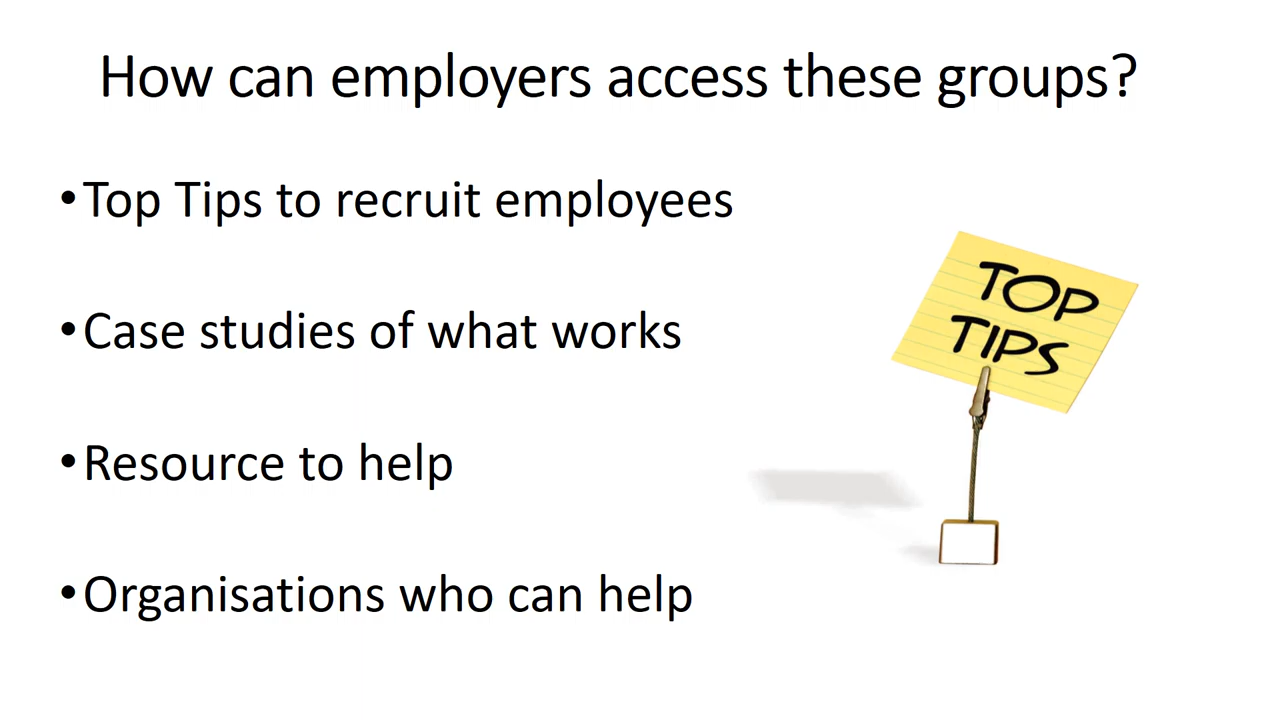 How can employers access these groups?
•Top Tips to recruit employees
•Case studies of what works
•Resource to help
•Organisations who can help
TOP
TIPS